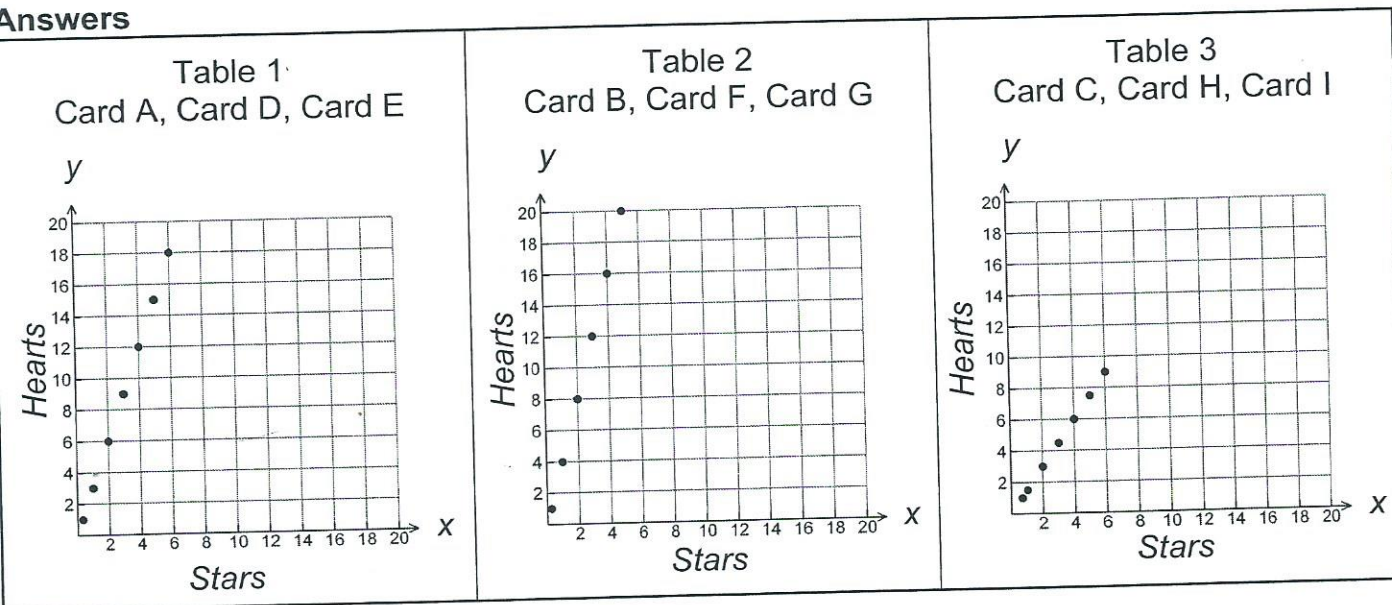 Answers
Table 1
Card A, Card D, Card E
y
20
18
16
14
12
10
8
6
4
2
Hearts
2 4 6 8 10 12 14 16 18 20
x
Stars
Table 2
Card B, Card F, Card G
y
20
18
16
14
12
10
8
6
4
2
Hearts
2 4 6 8 10 12 14 16 18 20
x
Stars
Table 3
Card C, Card H, Card I
y
20
18
16
14
12
10
8
6
4
2
Hearts
2 4 6 8 10 12 14 16 18 20
x
Stars